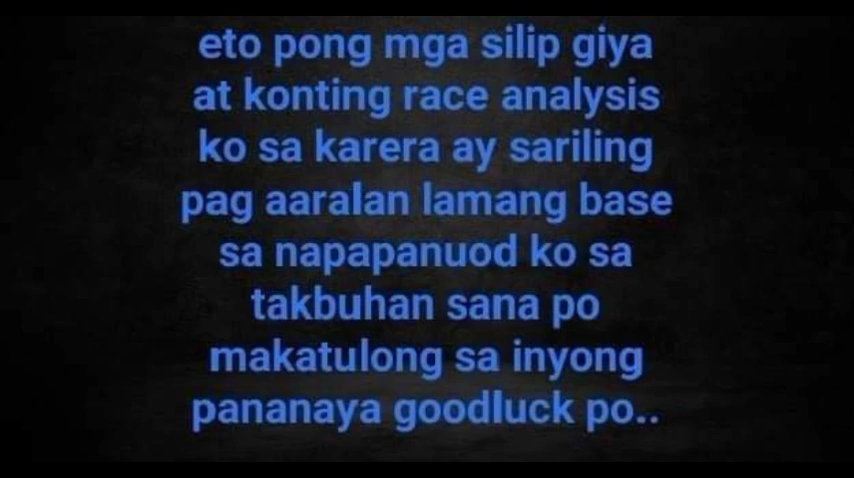 eto pong mga silip giya
at konting race analysis
ko sa karera ay sariling
pag aaralan lamang base
sa napapanuod ko sa
takbuhan sana po
makatulong sa inyong
pananaya goodluck po..